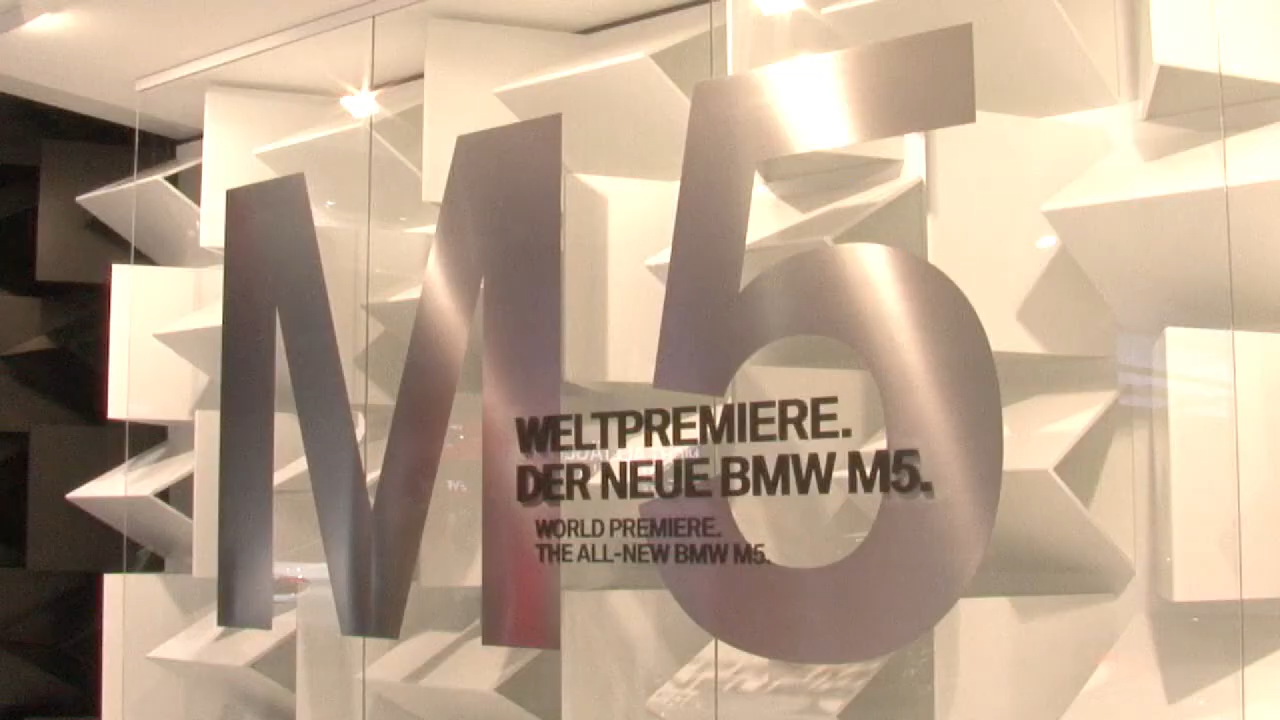 M5
WELTPREMIERE.
DER NEUE BMW M5.
WORLD PREMIERE.
THE ALL-NEW BMW M5.